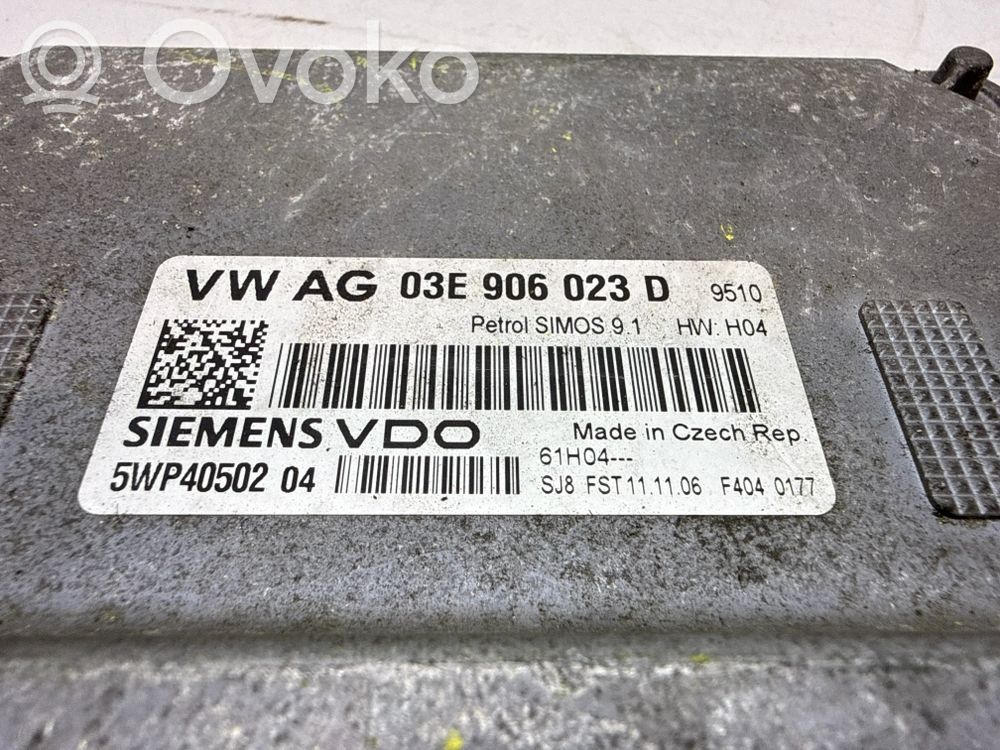 Ovoko
VW AG 03E 906 023 D 9510
Petrol SIMOS 9.1 HW: H04
SIEMENS VDO Made in Czech Rep.
5WP40502 04 61H04---
SJ8 FST 11.11.06 F404 0177